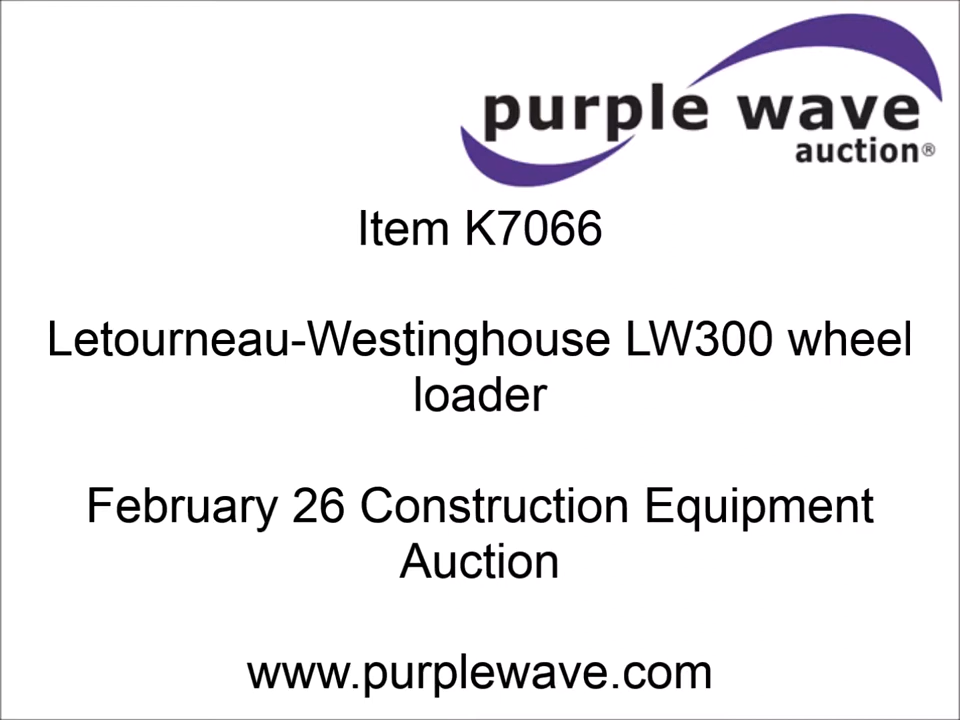 purple wave
auction®
Item K7066
Letourneau-Westinghouse LW300 wheel
loader
February 26 Construction Equipment
Auction
www.purplewave.com